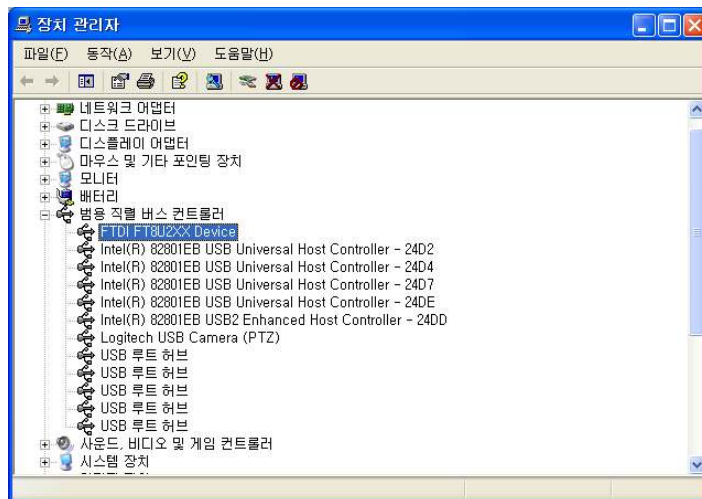 장치 관리자
파일(F) 동작(A) 보기(V) 도움말(H)
네트워크 어댑터
디스크 드라이브
디스플레이 어댑터
마우스 및 기타 포인팅 장치
모니터
배터리
범용 직렬 버스 컨트롤러
FTDI FT8U2XX Device
Intel(R) 82801EB USB Universal Host Controller - 24D2
Intel(R) 82801EB USB Universal Host Controller - 24D4
Intel(R) 82801EB USB Universal Host Controller - 24D7
Intel(R) 82801EB USB Universal Host Controller - 24DE
Intel(R) 82801EB USB2 Enhanced Host Controller - 24DD
Logitech USB Camera (PTZ)
USB 루트 허브
USB 루트 허브
USB 루트 허브
USB 루트 허브
USB 루트 허브
사운드, 비디오 및 게임 컨트롤러
시스템 장치